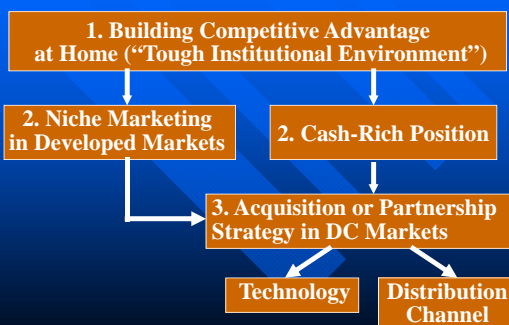 1. Building Competitive Advantage
at Home (“Tough Institutional Environment”)
2. Niche Marketing
in Developed Markets
2. Cash-Rich Position
3. Acquisition or Partnership
Strategy in DC Markets
Technology
Distribution
Channel